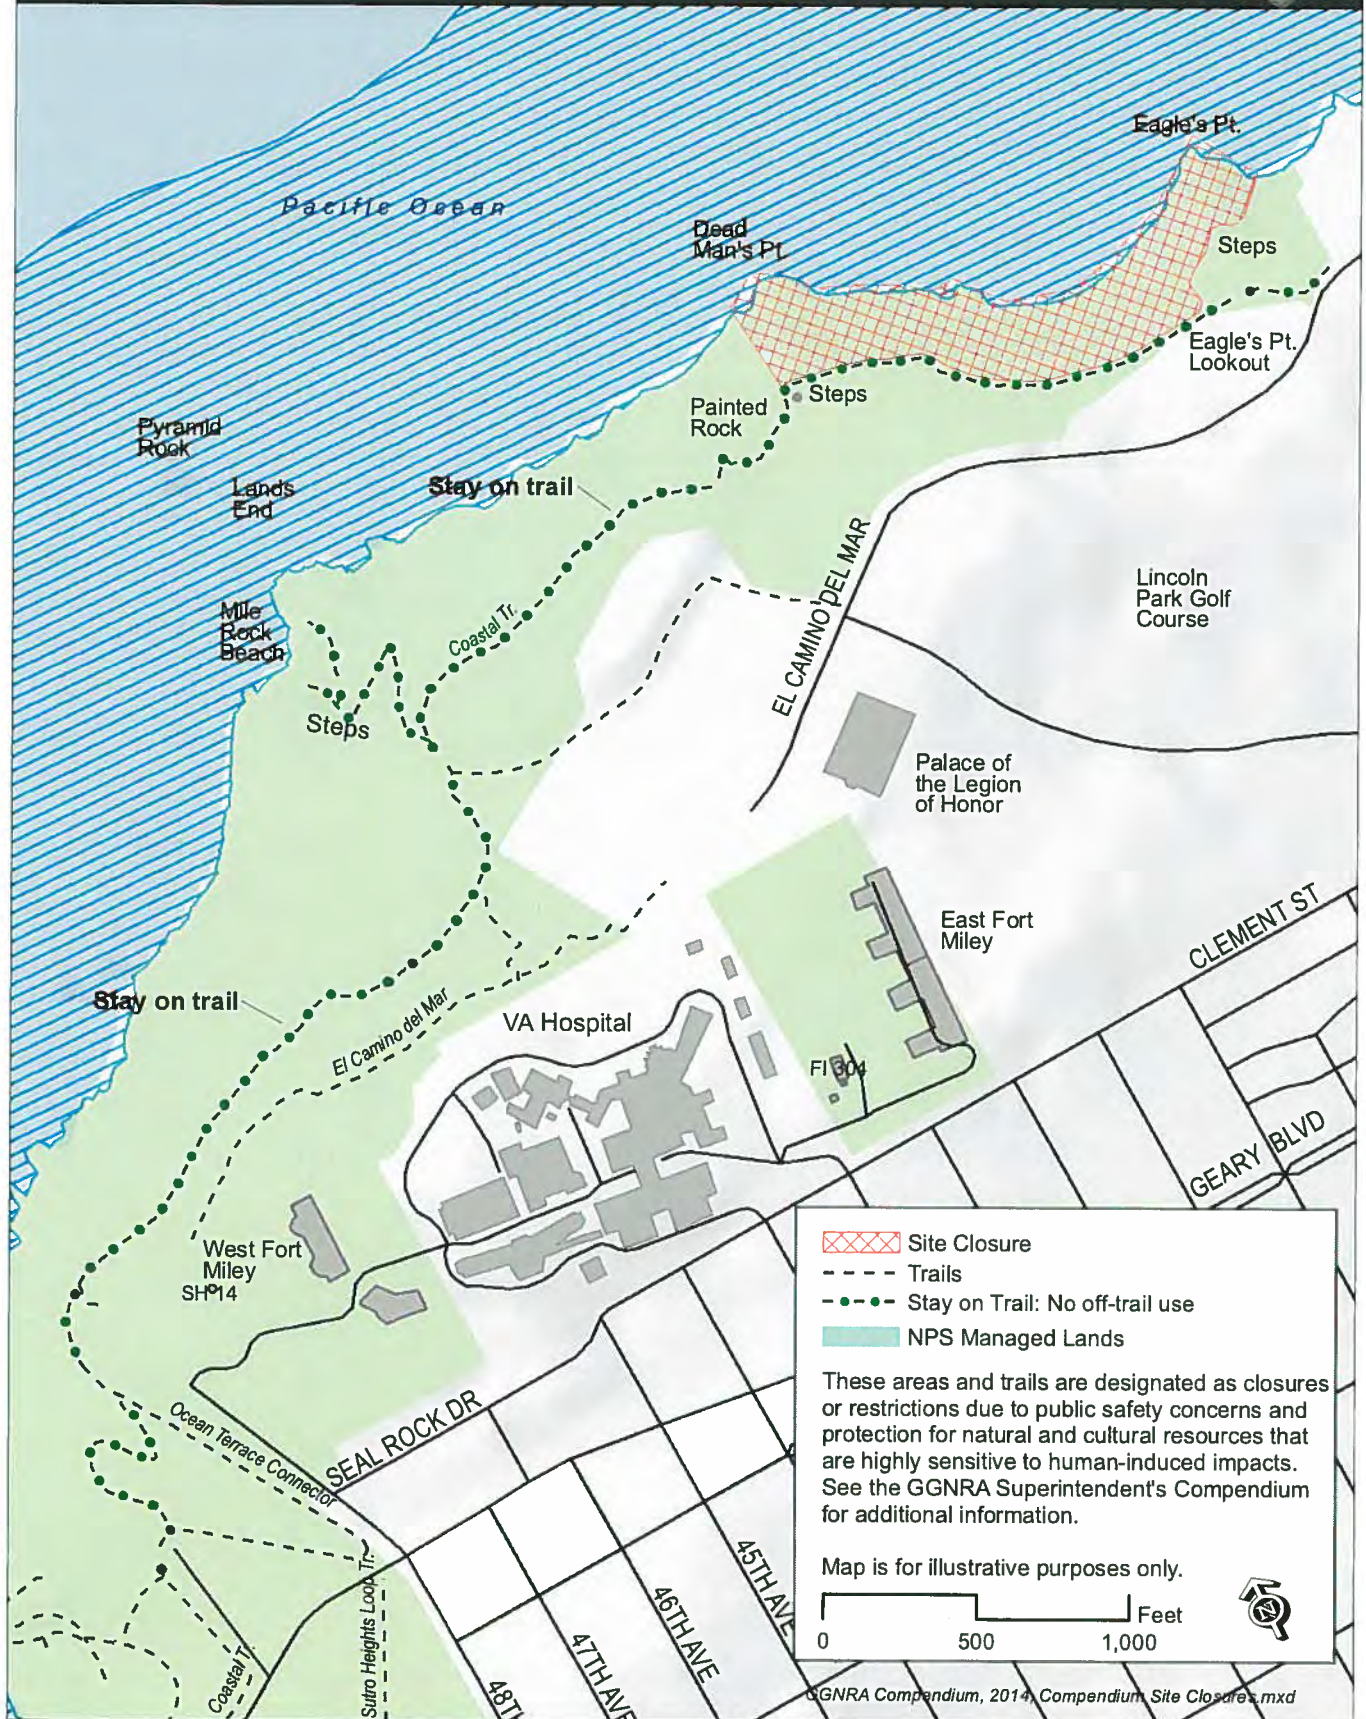 Eagle's Pt.
Pacific Ocean
Dead
Man's Pt.
Steps
Eagle's Pt.
Lookout
Steps
Painted
Rock
Pyramid
Rock
Lands
End
Stay on trail
EL CAMINO DEL MAR
Lincoln
Park Golf
Course
Mile
Rock
Beach
Coastal Tr.
Steps
Palace of
the Legion
of Honor
East Fort
Miley
CLEMENT ST
Stay on trail
El Camino del Mar
VA Hospital
FI 304
GEARY BLVD
West Fort
Miley
SH 14
Ocean Terrace Connector
SEAL ROCK DR
Sutro Heights Loop Tr.
Coastal T
48T
47TH AVE
46TH AVE
45TH AVE
Site Closure
Trails
Stay on Trail: No off-trail use
NPS Managed Lands
These areas and trails are designated as closures
or restrictions due to public safety concerns and
protection for natural and cultural resources that
are highly sensitive to human-induced impacts.
See the GGNRA Superintendent's Compendium
for additional information.
Map is for illustrative purposes only.
Feet
0 500 1,000
N
GGNRA Compendium, 2014, Compendium Site Closures.mxd